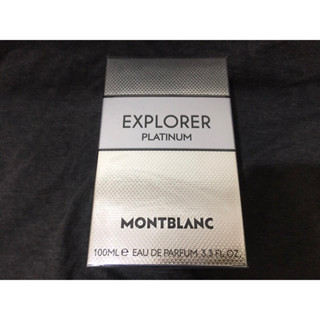 EXPLORER
PLATINUM
MONTBLANC
100ML ℮ EAU DE PARFUM 3.3 FL.OZ.